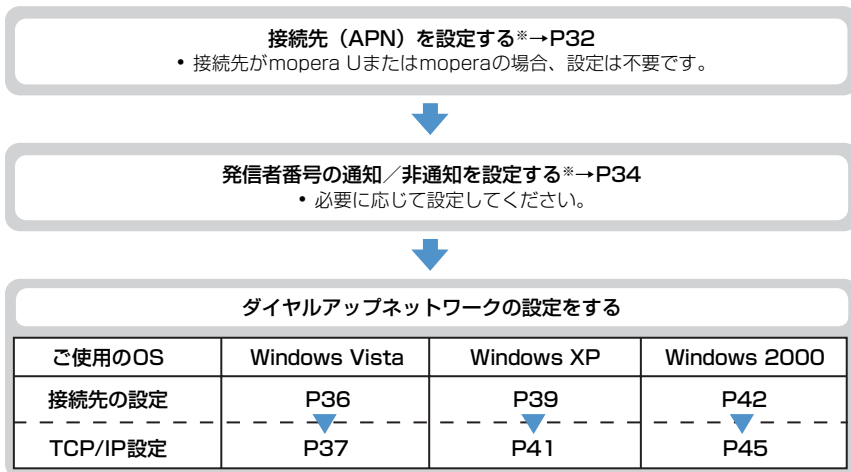 接続先（APN）を設定する※→P32
• 接続先がmopera Uまたはmoperaの場合、設定は不要です。
発信者番号の通知／非通知を設定する※→P34
• 必要に応じて設定してください。
ダイヤルアップネットワークの設定をする
ご使用のOS Windows Vista Windows XP Windows 2000
接続先の設定 P36 P39 P42
TCP/IP設定 P37 P41 P45